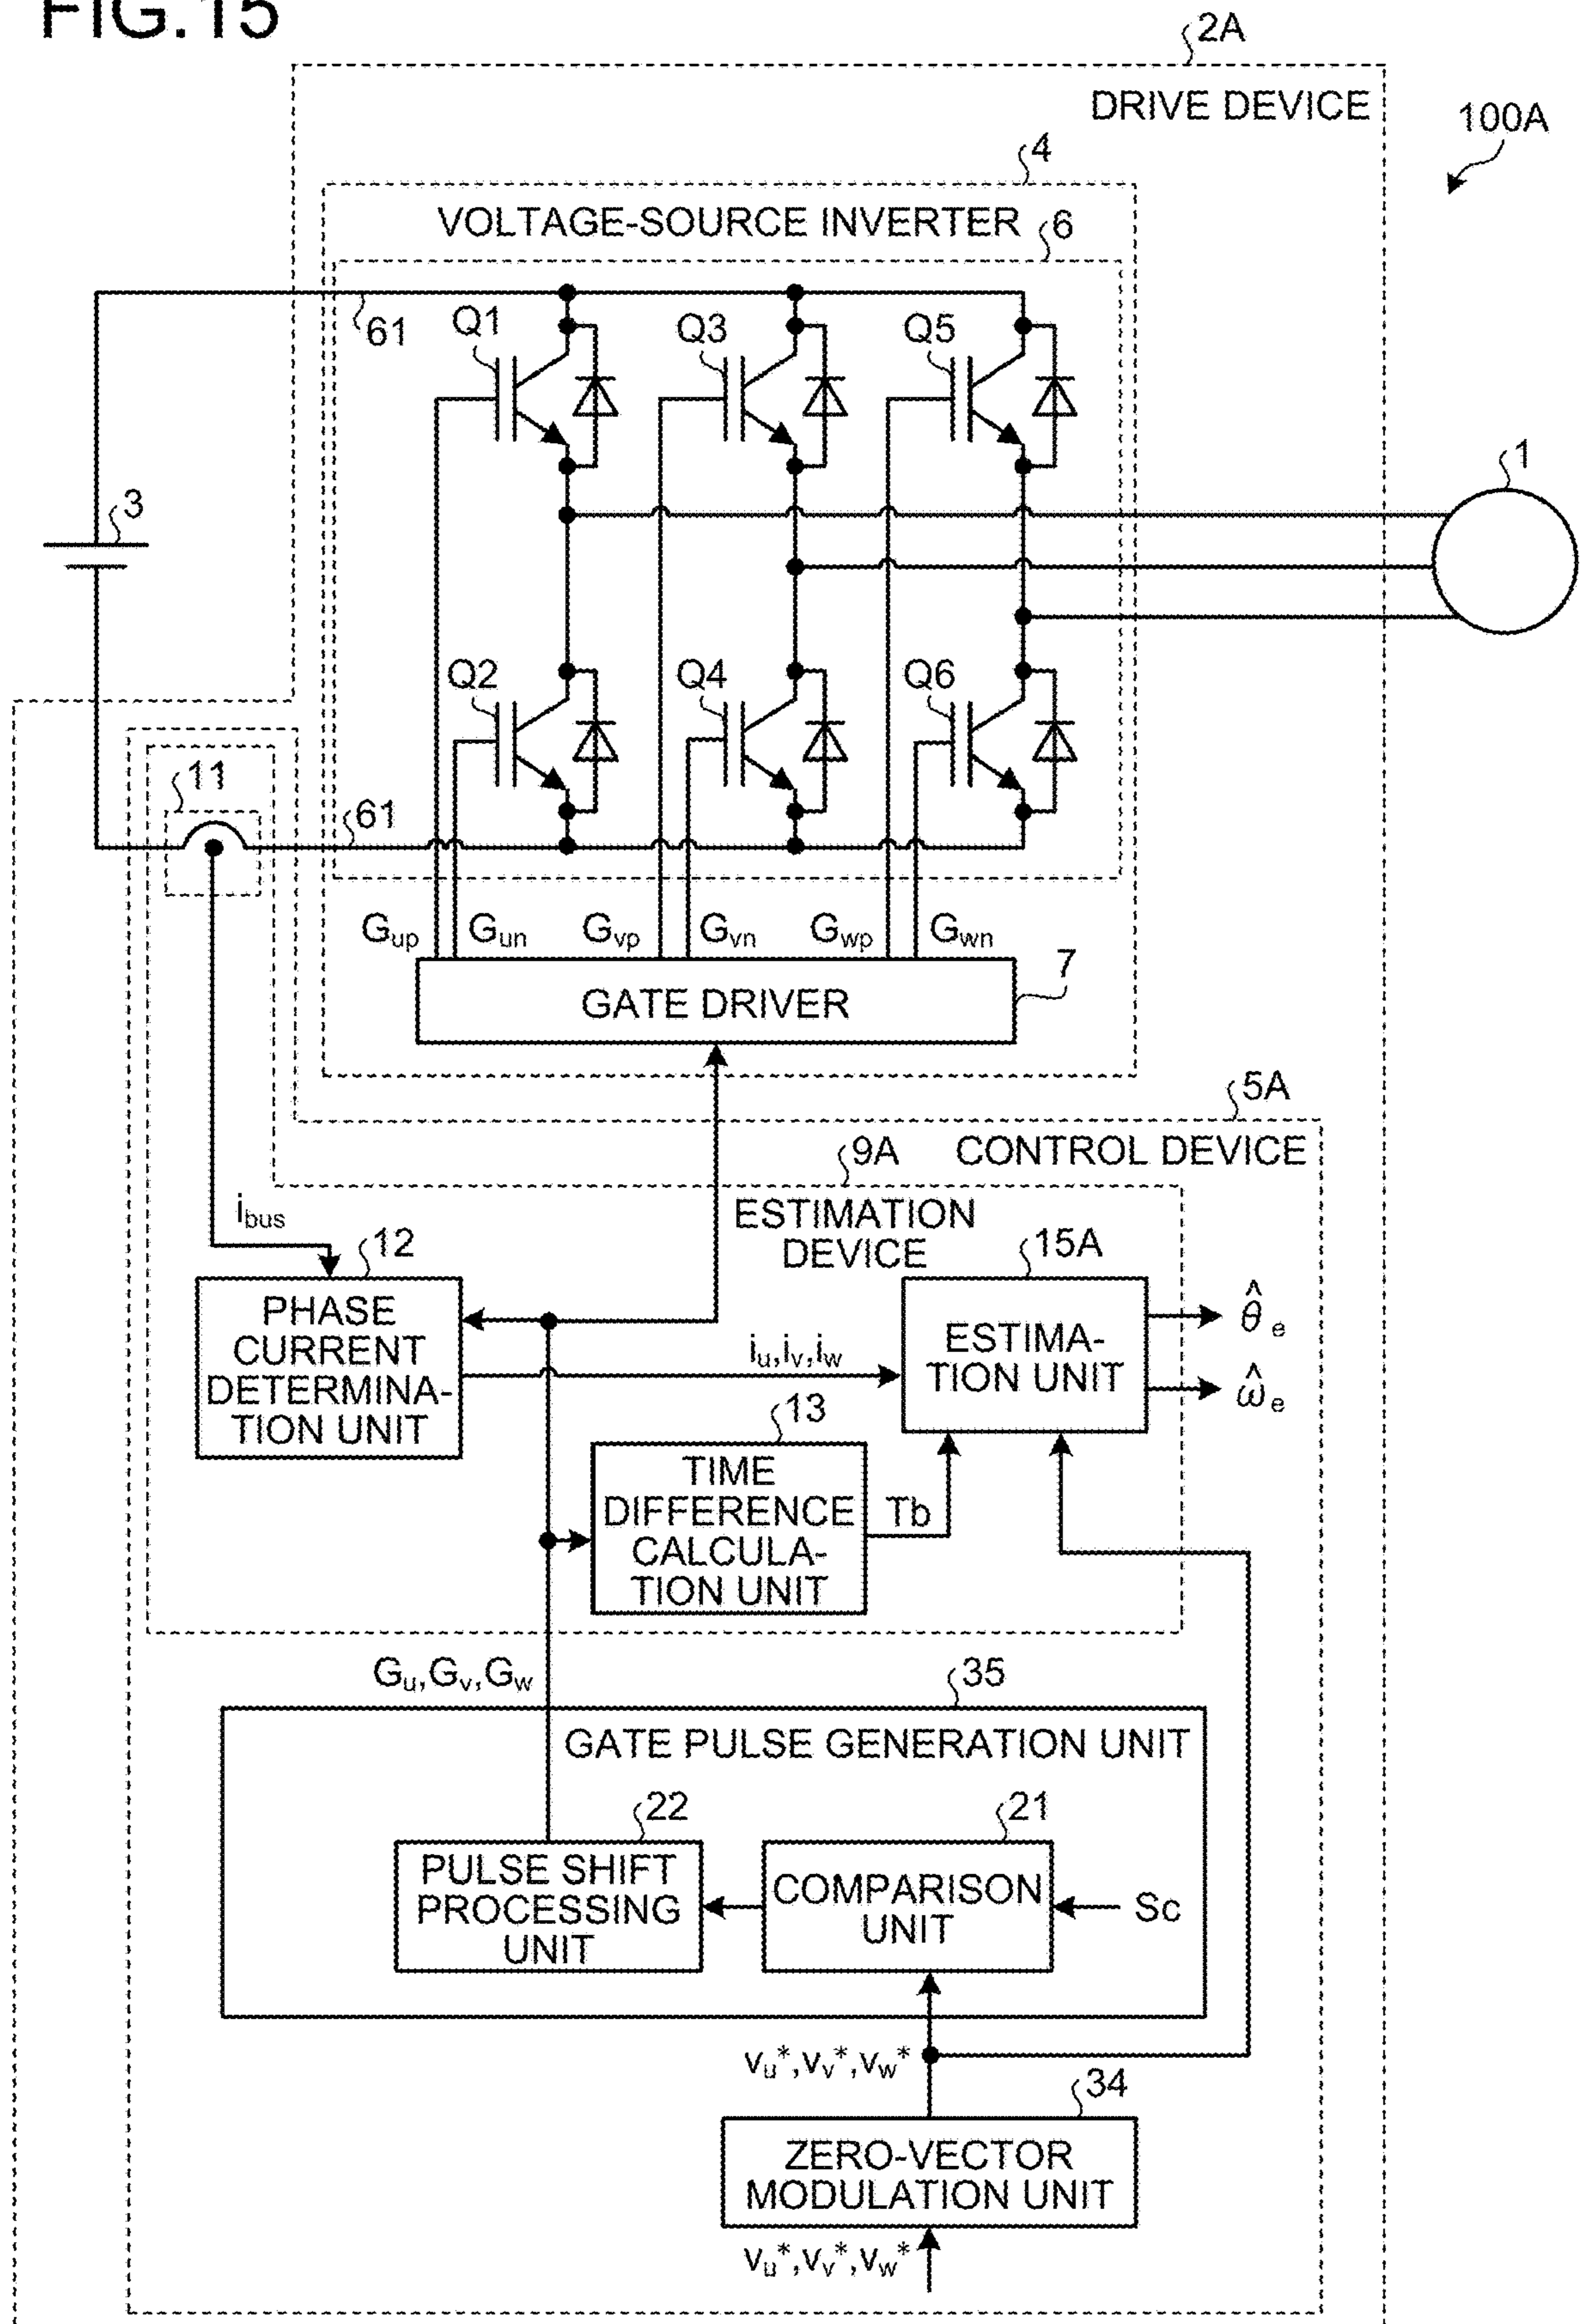 FIG.15
2A
DRIVE DEVICE
100A
4
VOLTAGE-SOURCE INVERTER
6
61
Q1
Q3
Q5
3
1
Q2
Q4
Q6
11
61
Gup
Gun
Gvp
Gvn
Gwp
Gwn
7
GATE DRIVER
5A
CONTROL DEVICE
9A
ESTIMATION
DEVICE
ibus
12
PHASE
CURRENT
DETERMINA-
TION UNIT
15A
ESTIMA-
TION UNIT
θ̂e
ω̂e
iu,iv,iw
13
TIME
DIFFERENCE
CALCULA-
TION UNIT
Tb
Gu,Gv,Gw
35
GATE PULSE GENERATION UNIT
22
PULSE SHIFT
PROCESSING
UNIT
21
COMPARISON
UNIT
Sc
vu*,vv*,vw*
34
ZERO-VECTOR
MODULATION UNIT
vu*,vv*,vw*